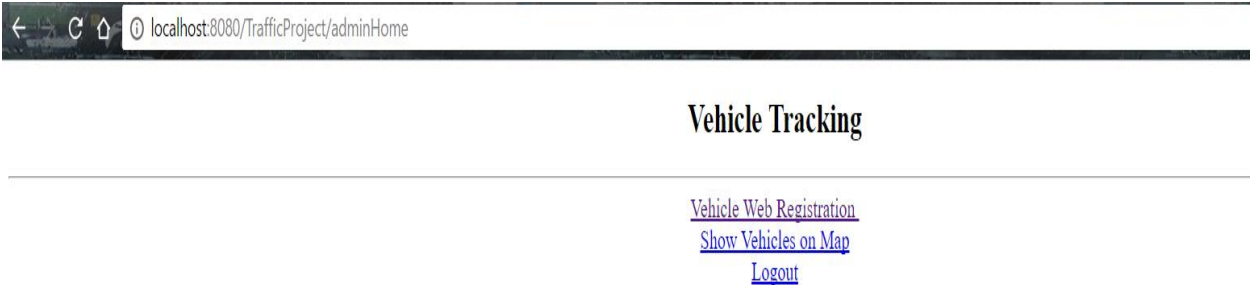 localhost:8080/TrafficProject/adminHome
Vehicle Tracking
Vehicle Web Registration
Show Vehicles on Map
Logout